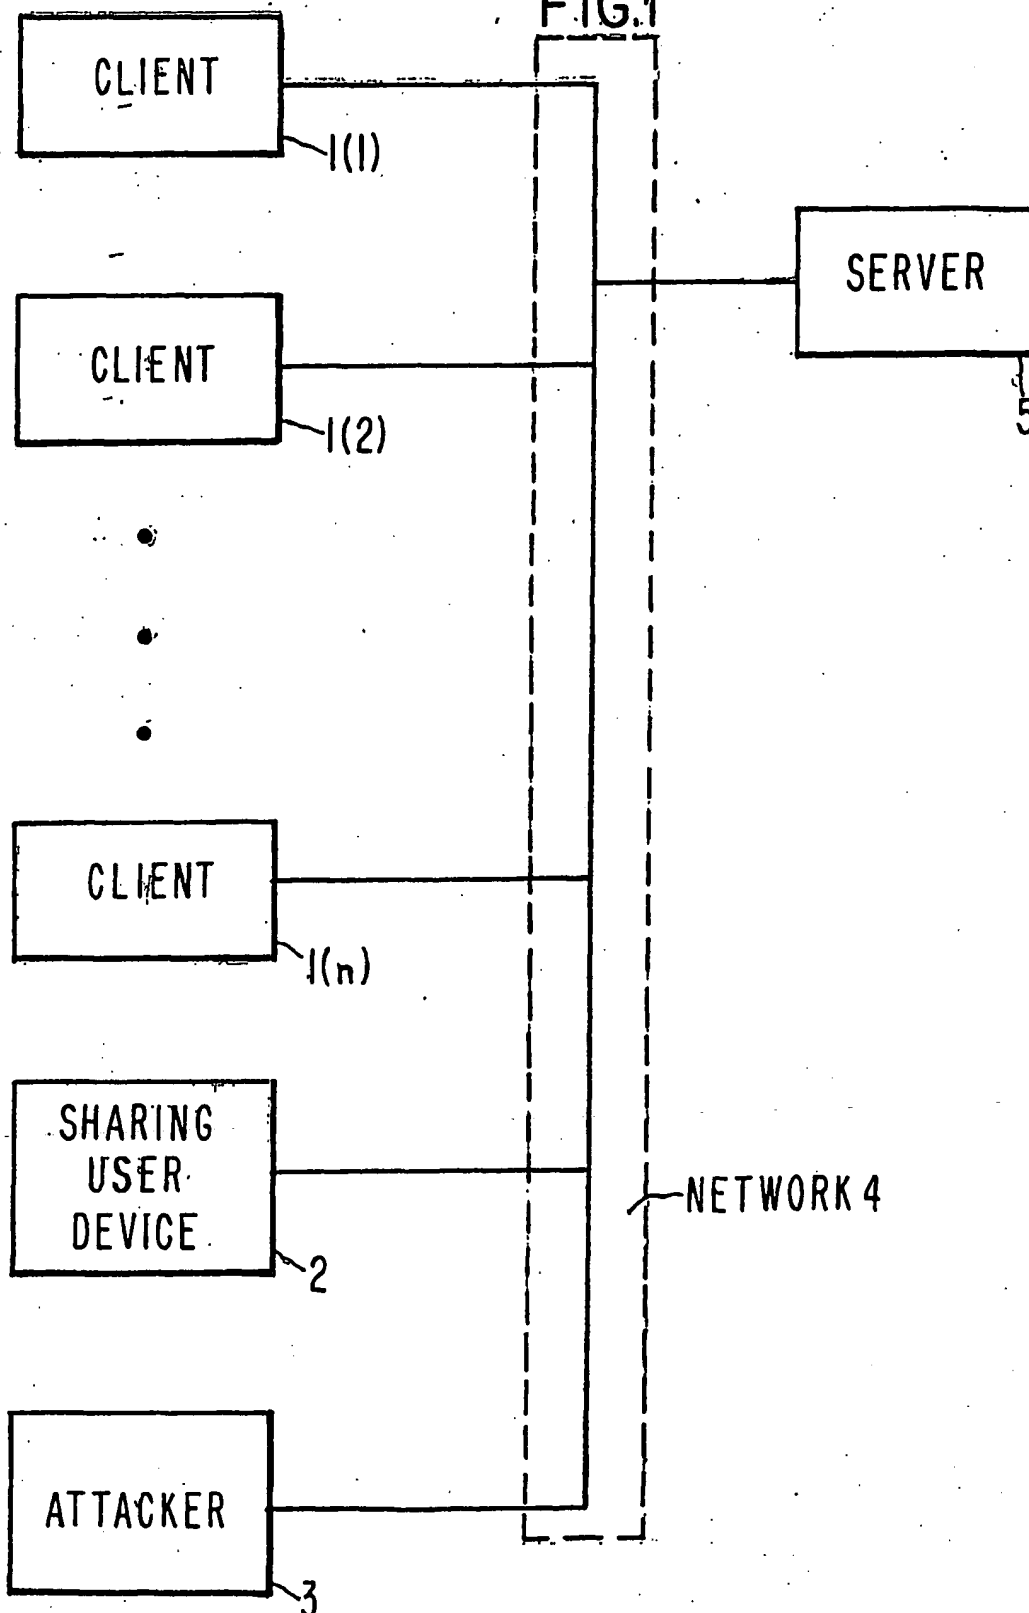 FIG.1
CLIENT
1(1)
SERVER
5
CLIENT
1(2)
CLIENT
1(n)
SHARING
USER
DEVICE
2
NETWORK 4
ATTACKER
3